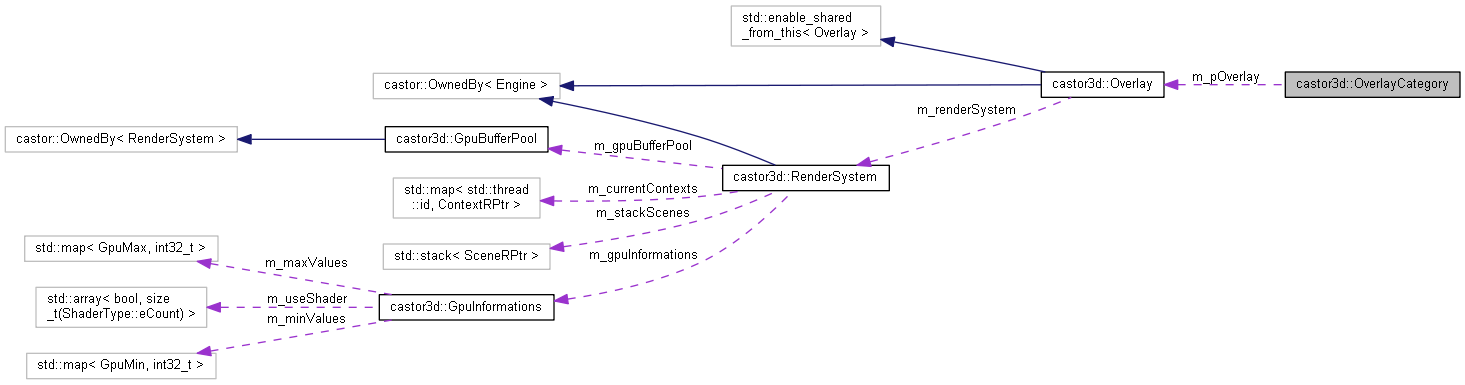 std::enable_shared
_from_this< Overlay >
castor::OwnedBy< Engine >
castor3d::Overlay
m_pOverlay
castor3d::OverlayCategory
m_renderSystem
castor::OwnedBy< RenderSystem >
castor3d::GpuBufferPool
m_gpuBufferPool
castor3d::RenderSystem
std::map< std::thread
::id, ContextRPtr >
m_currentContexts
m_stackScenes
std::stack< SceneRPtr >
m_gpuInformations
std::map< GpuMax, int32_t >
m_maxValues
std::array< bool, size
_t(ShaderType::eCount) >
m_useShader
castor3d::GpuInformations
m_minValues
std::map< GpuMin, int32_t >